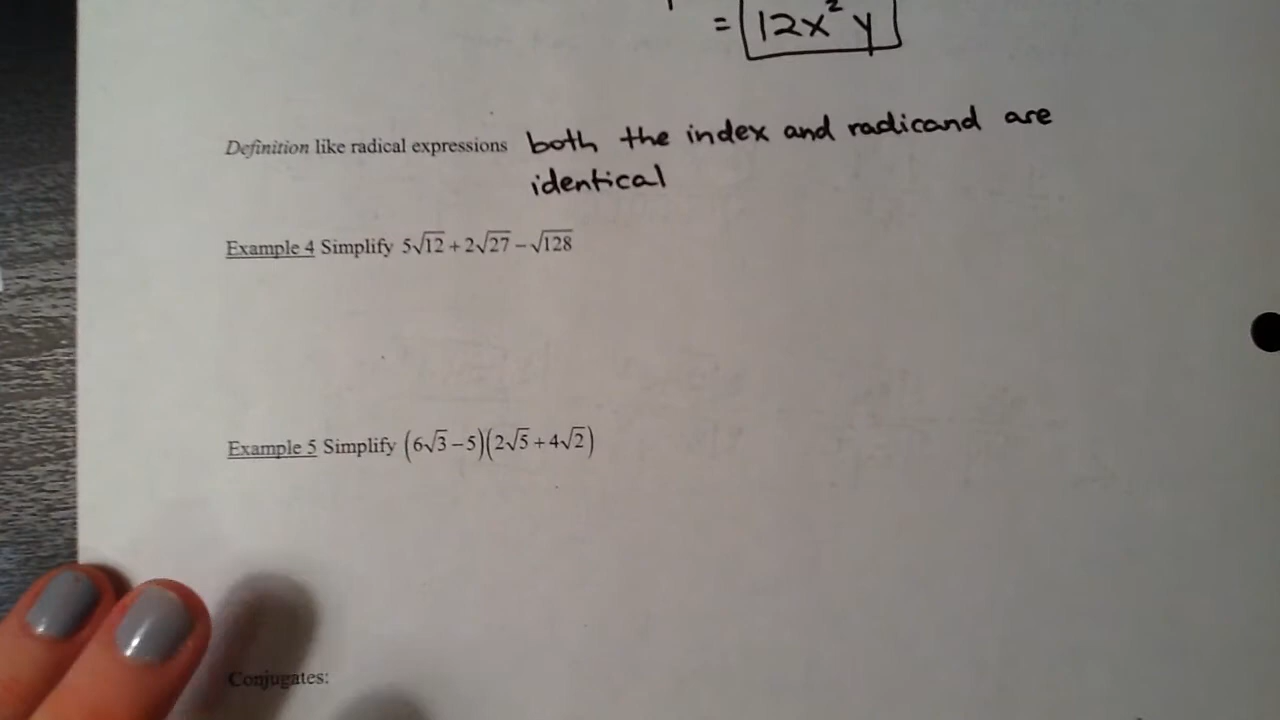 = 12x² y
Definition like radical expressions both the index and radicand are
identical
Example 4 Simplify 5√12 + 2√27 − √128
Example 5 Simplify (6√3 − 5)(2√5 + 4√2)
Conjugates: